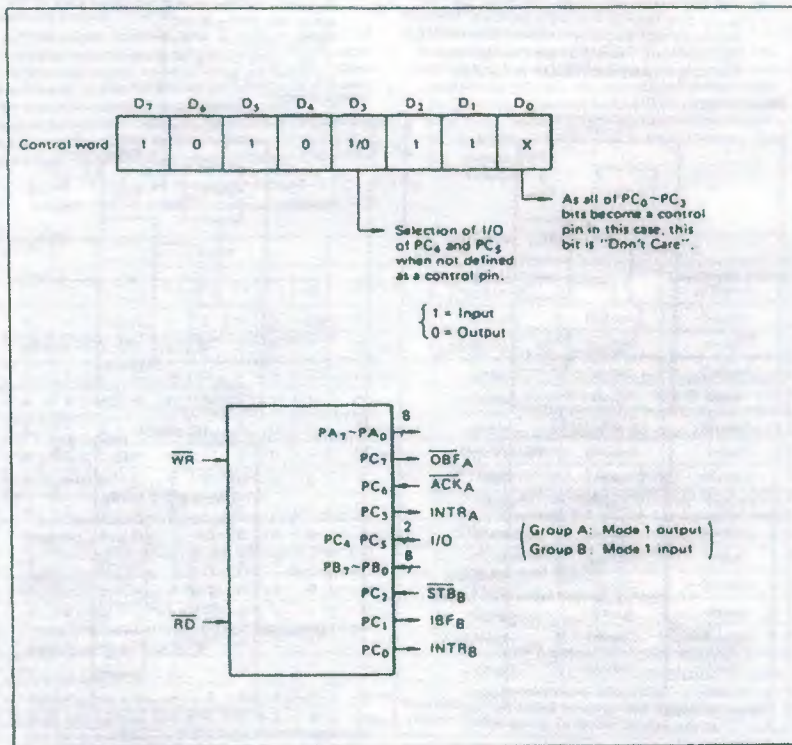 D7 D6 D5 D4 D3 D2 D1 D0
Control word 1 0 1 0 1/0 1 1 X
Selection of I/O
of PC4 and PC5
when not defined
as a control pin.
{ 1 = Input
0 = Output
As all of PC0~PC3
bits become a control
pin in this case, this
bit is "Don't Care".
8
PA7~PA0
WR
PC7 OBFA
PC6 ACKA
PC3 INTRA
2
PC4 PC5 I/O
8
PB7~PB0
PC2 STBB
RD
PC1 IBFB
PC0 INTRB
(Group A: Mode 1 output
Group B: Mode 1 input)